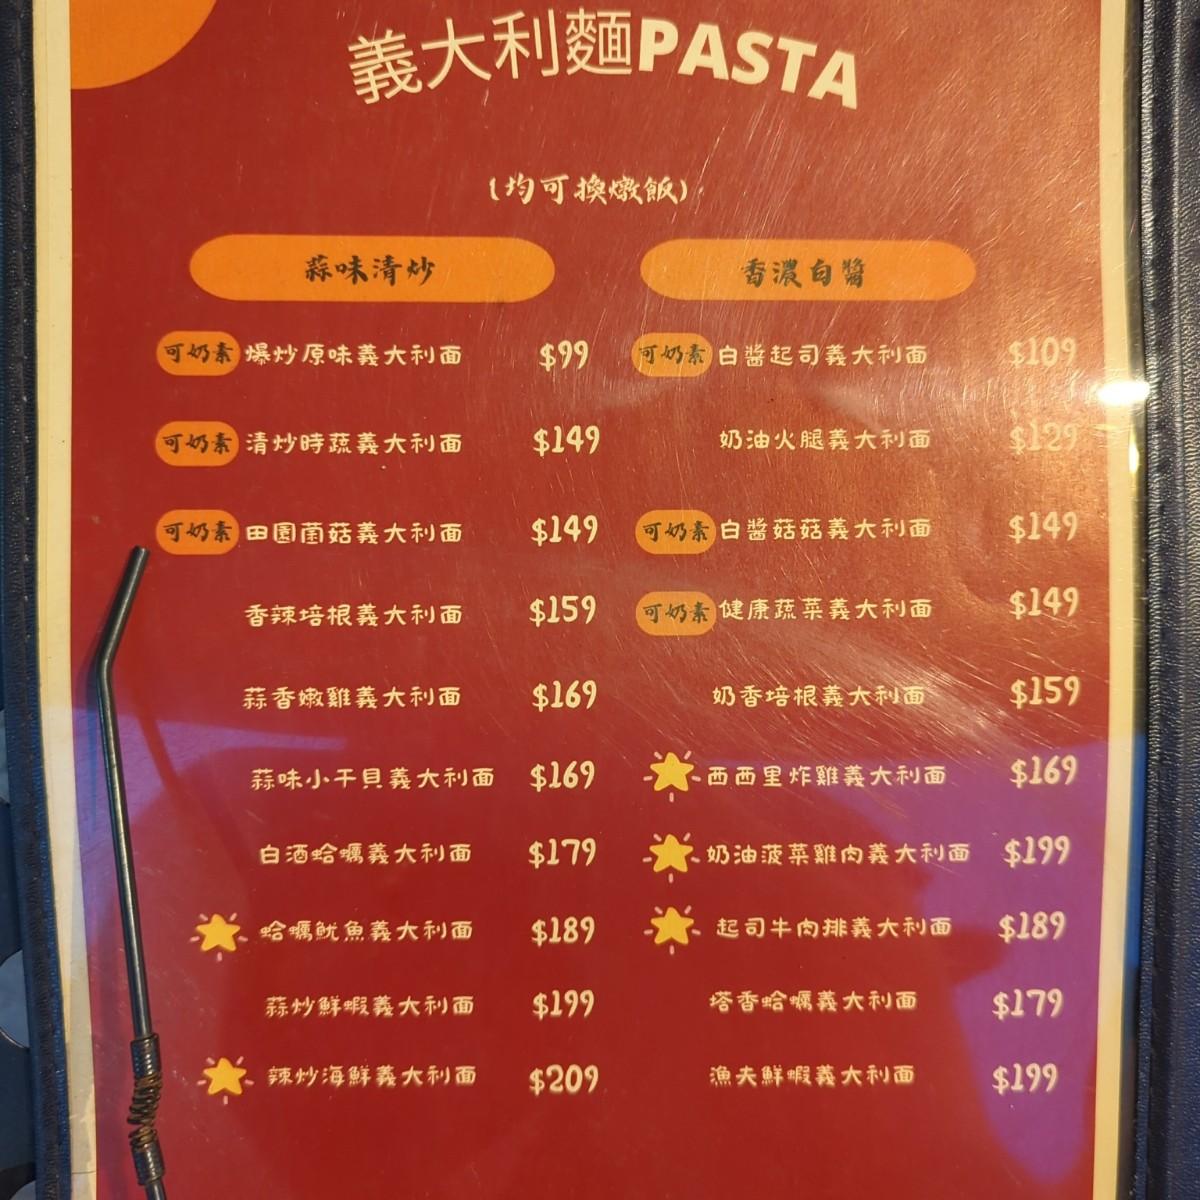 義大利麵PASTA
(均可換燉飯)
蒜味清炒
可奶素 爆炒原味義大利面 $99
可奶素 清炒時蔬義大利面 $149
可奶素 田園菌菇義大利面 $149
香辣培根義大利面 $159
蒜香嫩雞義大利面 $169
蒜味小干貝義大利面 $169
白酒蛤蠣義大利面 $179
蛤蠣魷魚義大利面 $189
蒜炒鮮蝦義大利面 $199
辣炒海鮮義大利面 $209
香濃白醬
可奶素 白醬起司義大利面 $109
奶油火腿義大利面 $129
可奶素 白醬菇菇義大利面 $149
可奶素 健康蔬菜義大利面 $149
奶香培根義大利面 $159
西西里炸雞義大利面 $169
奶油菠菜雞肉義大利面 $199
起司牛肉排義大利面 $189
塔香蛤蠣義大利面 $179
漁夫鮮蝦義大利面 $199